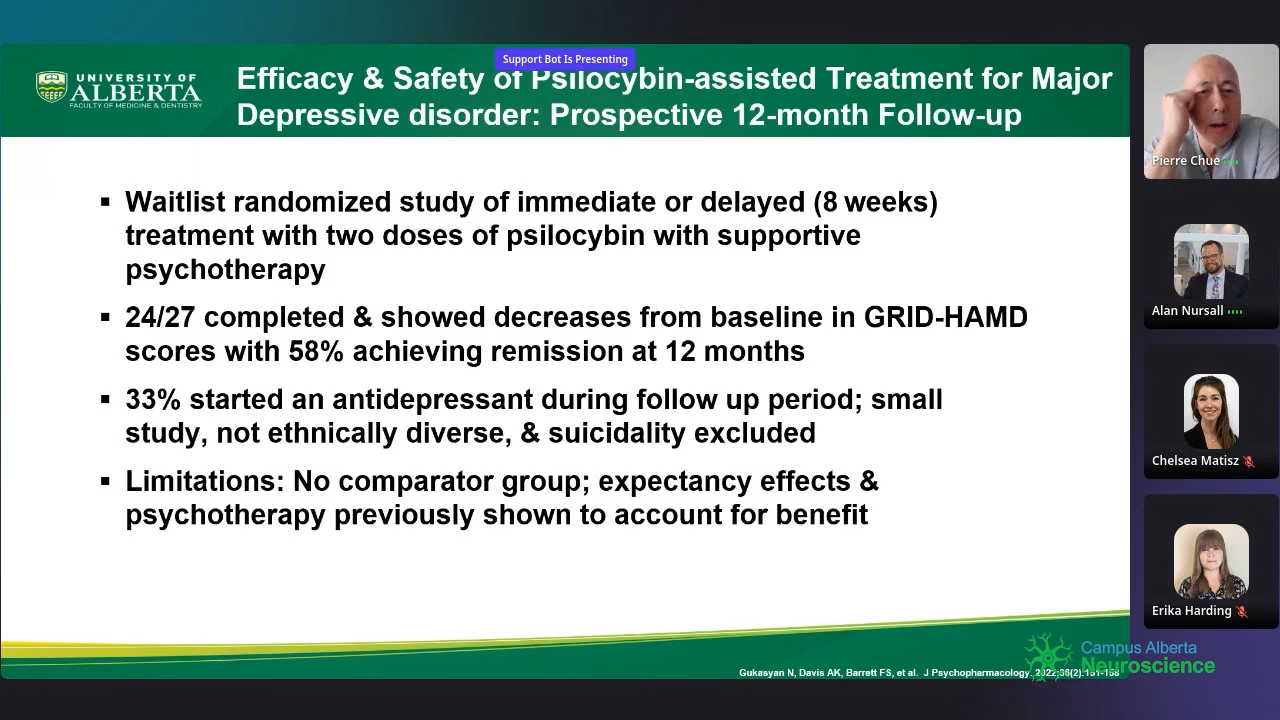 Support Bot Is Presenting
UNIVERSITY OF
ALBERTA
FACULTY OF MEDICINE & DENTISTRY
Efficacy & Safety of Psilocybin-assisted Treatment for Major
Depressive disorder: Prospective 12-month Follow-up
▪ Waitlist randomized study of immediate or delayed (8 weeks)
treatment with two doses of psilocybin with supportive
psychotherapy
▪ 24/27 completed & showed decreases from baseline in GRID-HAMD
scores with 58% achieving remission at 12 months
▪ 33% started an antidepressant during follow up period; small
study, not ethnically diverse, & suicidality excluded
▪ Limitations: No comparator group; expectancy effects &
psychotherapy previously shown to account for benefit
Gukasyan N, Davis AK, Barrett FS, et al. J Psychopharmacology. 2022;36(2):151-158
Campus Alberta
Neuroscience
Pierre Chue
Alan Nursall
Chelsea Matisz
Erika Harding